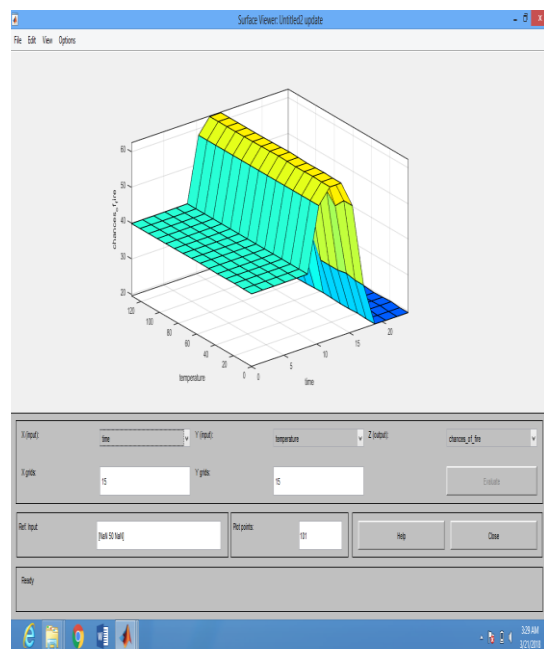 Surface Viewer: Untitled2 update
File Edit View Options
60
50
40
30
20
chances_fire
120
100
80
60
40
20
0
temperature
0
5
10
15
20
time
X (input): time Y (input): temperature Z (output): chances_of_fire
X grids: 15 Y grids: 15 Evaluate
Ref. Input: [NaN 50 NaN] Plot points: 101 Help Close
Ready
3:29 AM
3/21/2018